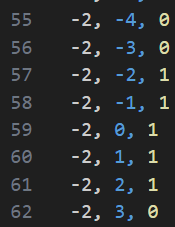 55 -2, -4, 0
56 -2, -3, 0
57 -2, -2, 1
58 -2, -1, 1
59 -2, 0, 1
60 -2, 1, 1
61 -2, 2, 1
62 -2, 3, 0